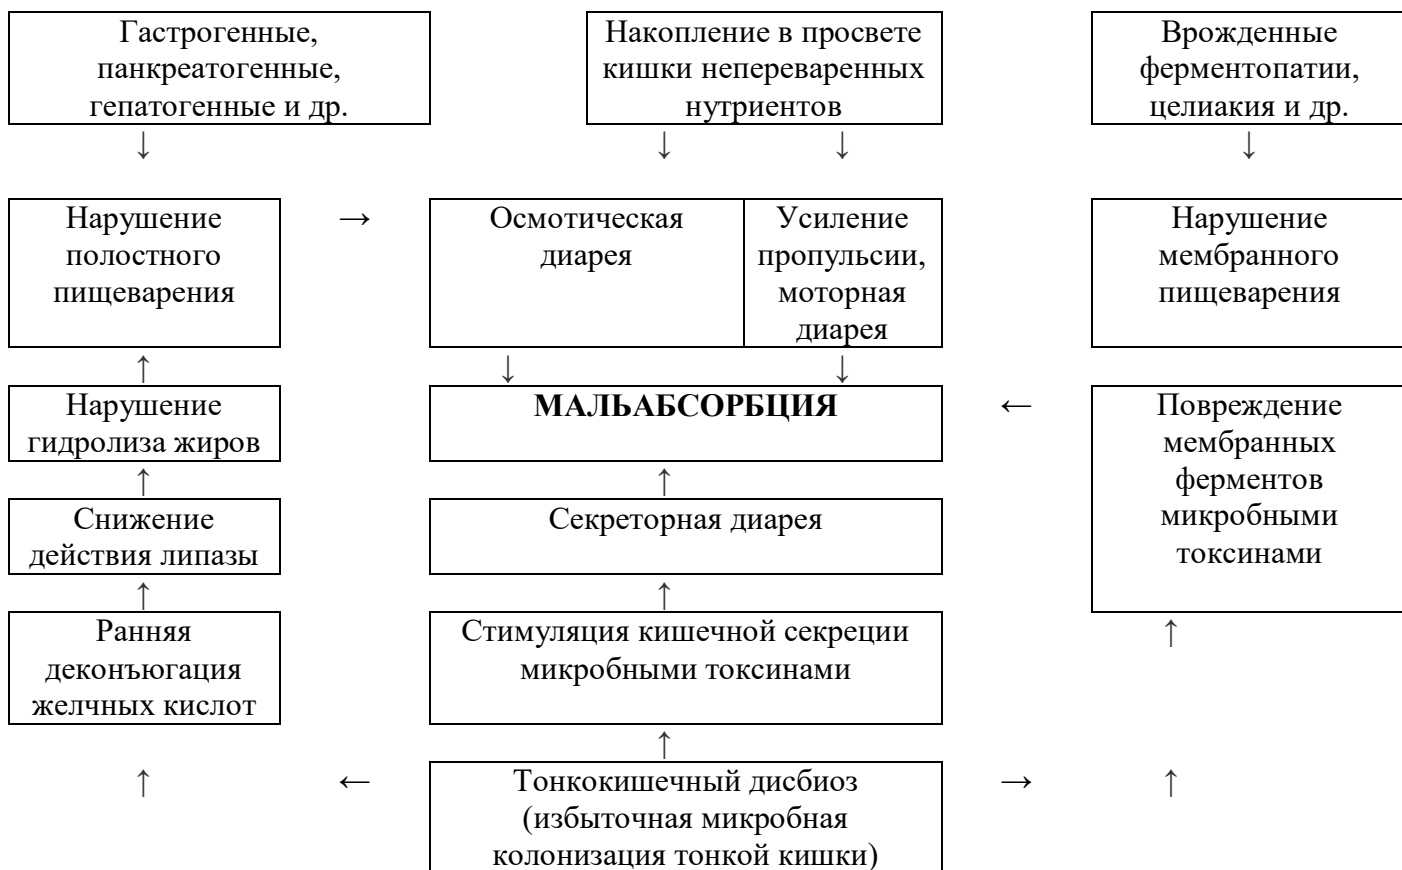 Гастрогенные,
панкреатогенные,
гепатогенные и др.
Накопление в просвете
кишки непереваренных
нутриентов
Врожденные
ферментопатии,
целиакия и др.
↓ ↓ ↓ ↓
Нарушение
полостного
пищеварения
→
Осмотическая
диарея
Усиление
пропульсии,
моторная
диарея
Нарушение
мембранного
пищеварения
↑ ↓ ↓
Нарушение
гидролиза жиров
МАЛЬАБСОРБЦИЯ
←
Повреждение
мембранных
ферментов
микробными
токсинами
↑ ↑
Снижение
действия липазы
Секреторная диарея
↑ ↑
Ранняя
деконъюгация
желчных кислот
Стимуляция кишечной секреции
микробными токсинами
↑
↑
↑ ←
Тонкокишечный дисбиоз
(избыточная микробная
колонизация тонкой кишки)
→ ↑